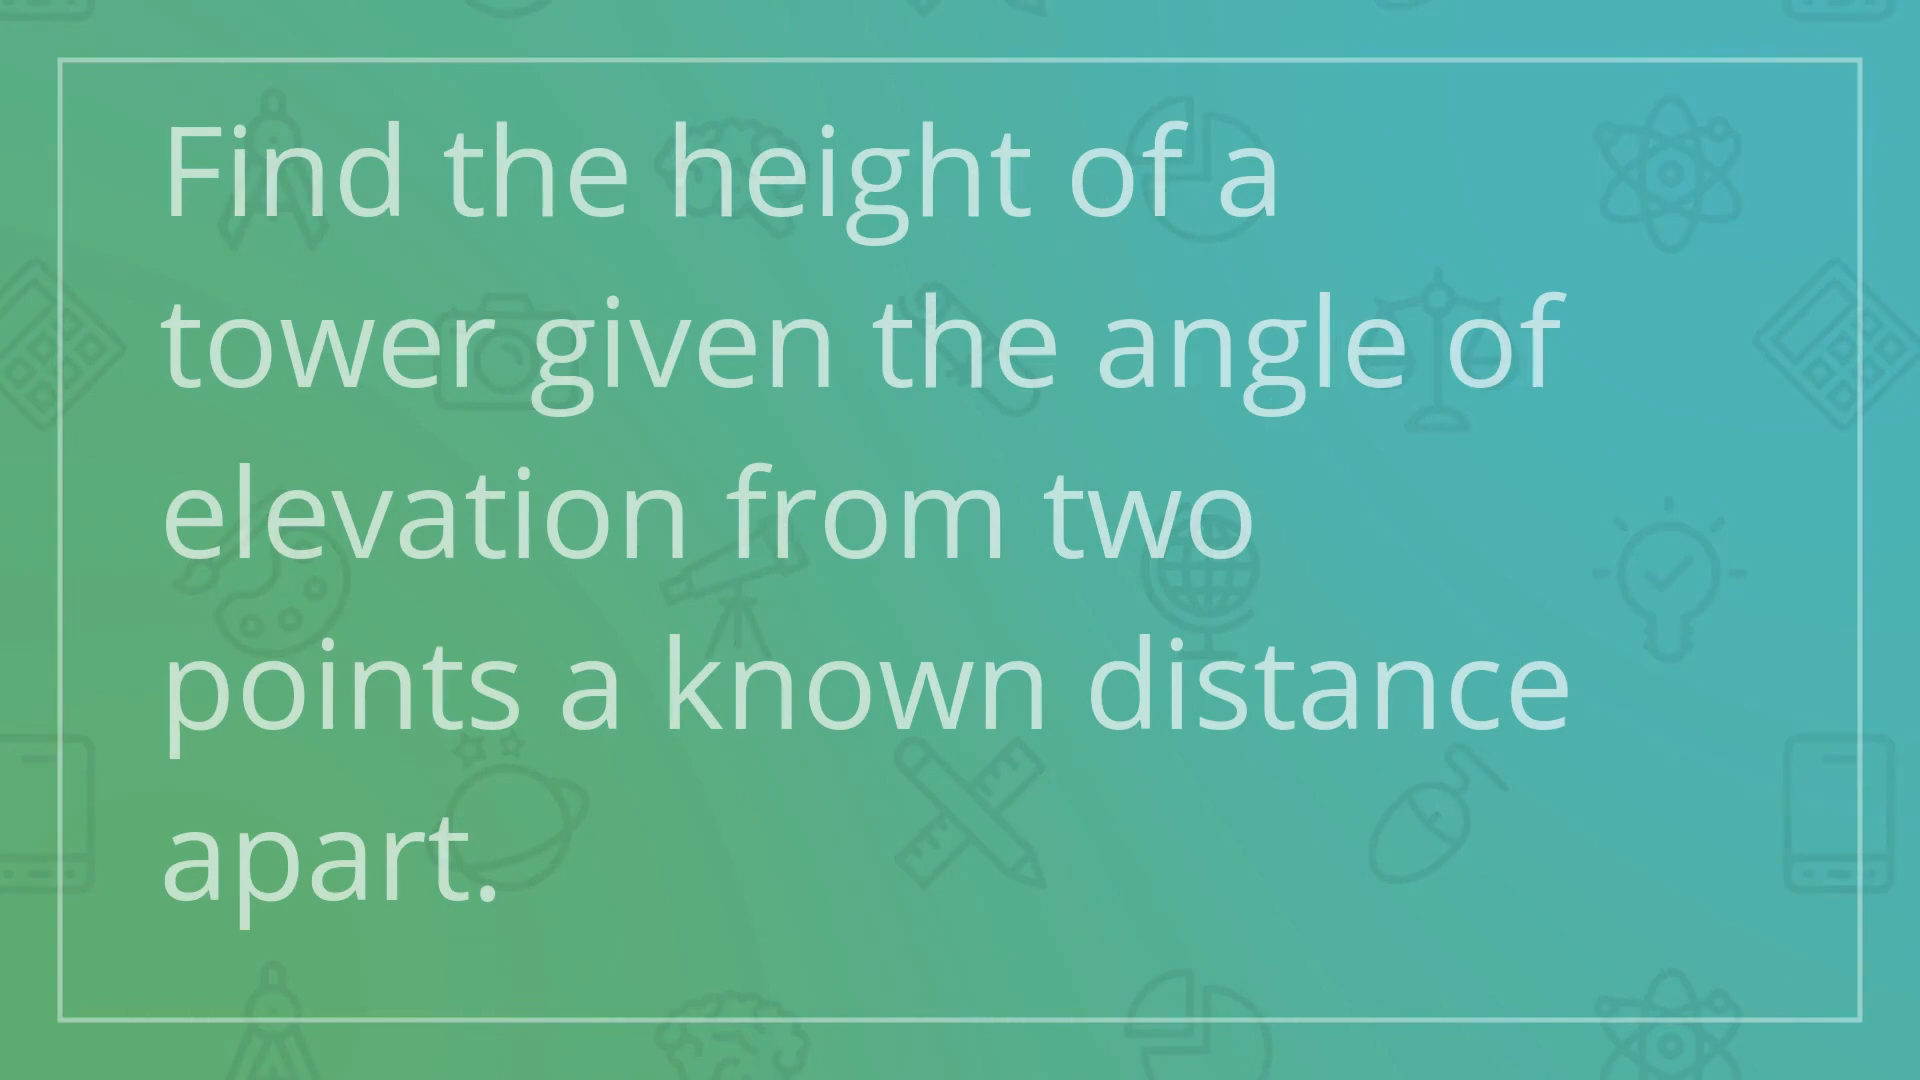 Find the height of a
tower given the angle of
elevation from two
points a known distance
apart.